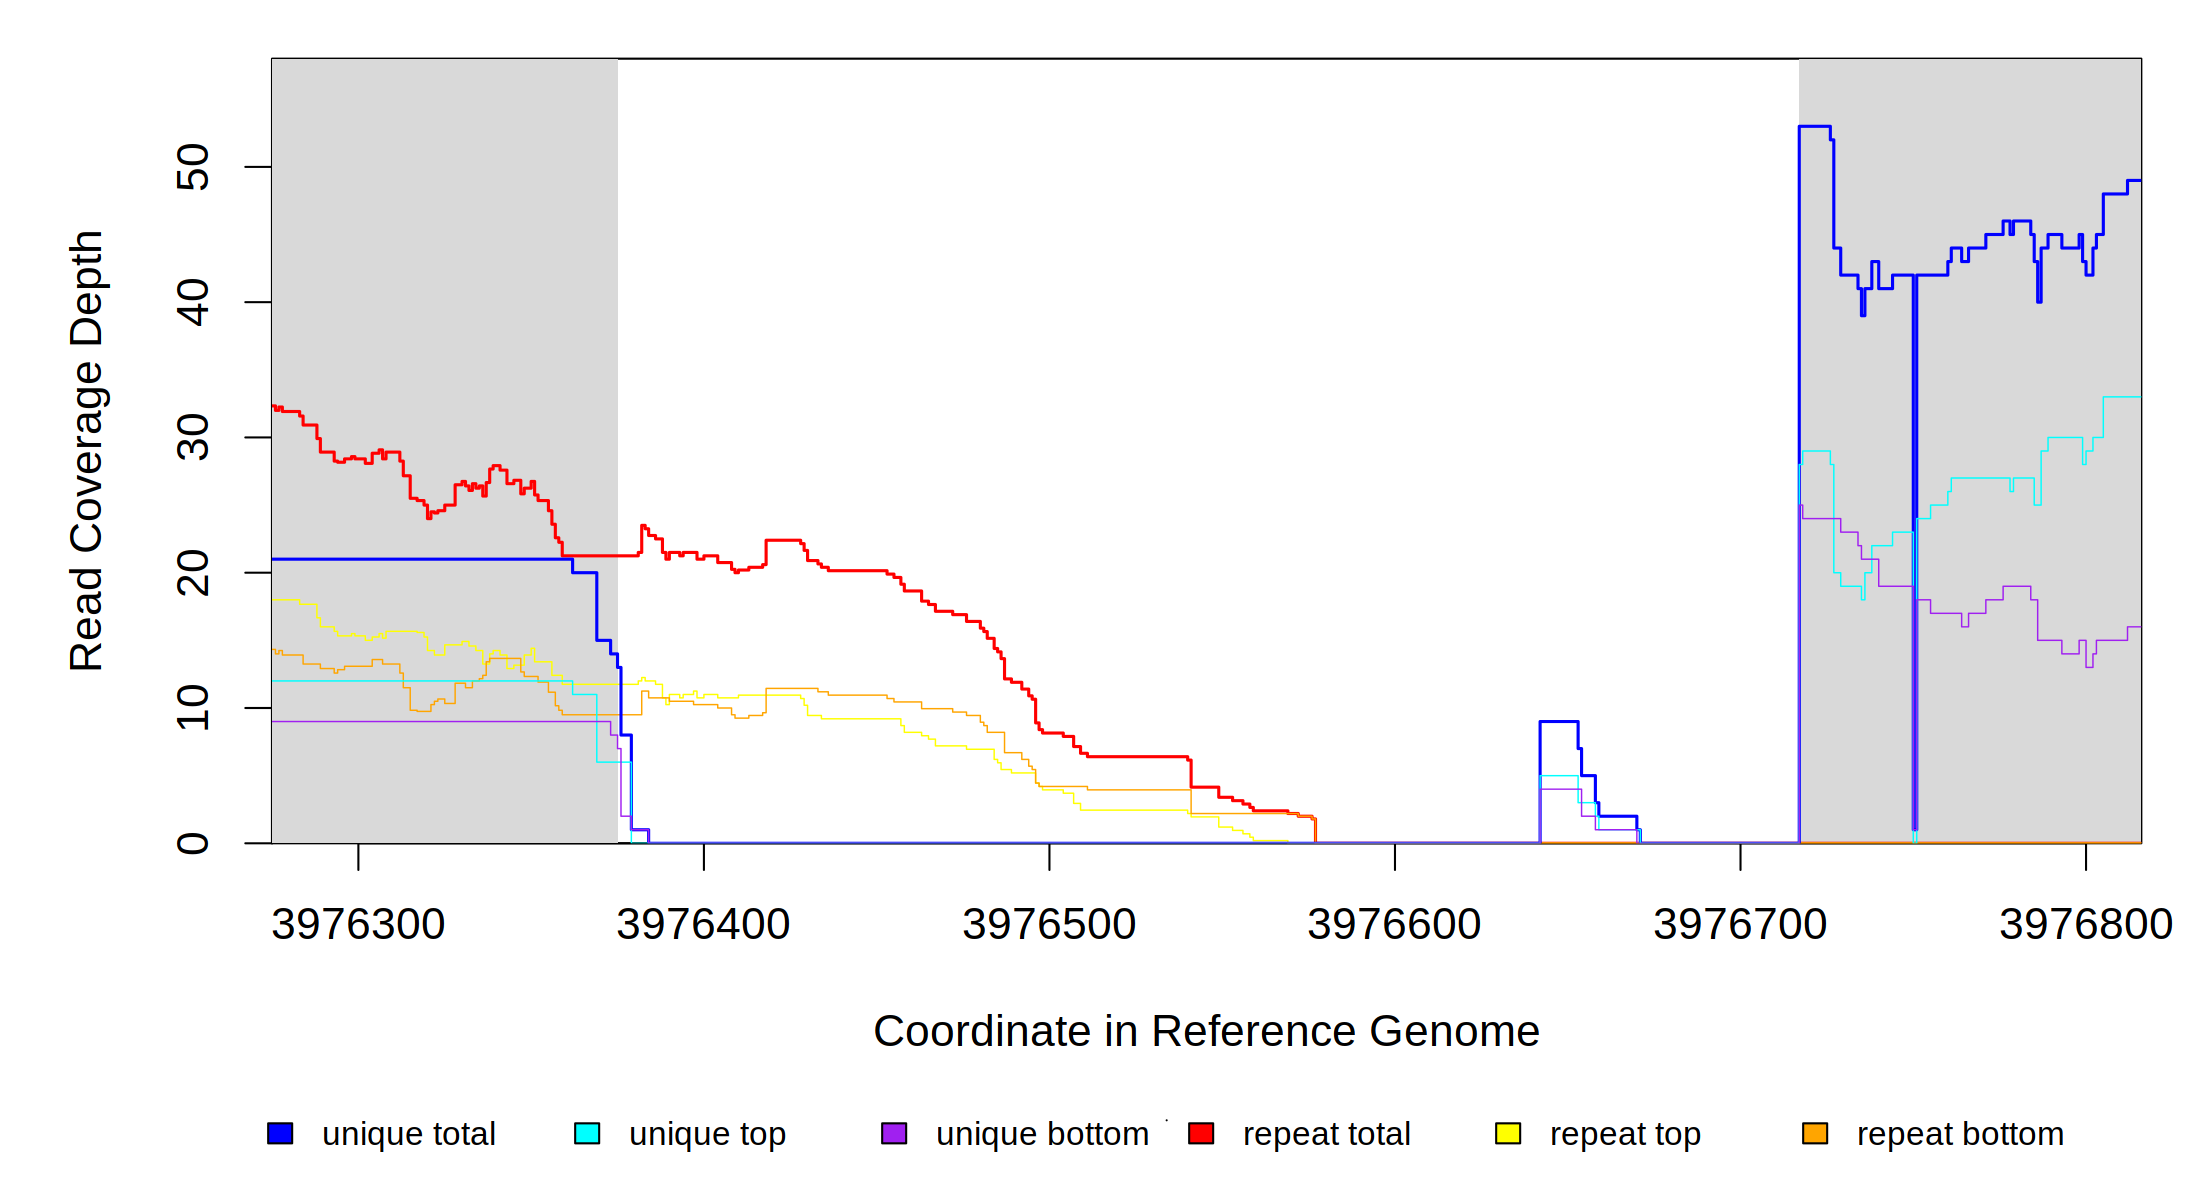 50
40
30
20
10
0
Read Coverage Depth
3976300 3976400 3976500 3976600 3976700 3976800
Coordinate in Reference Genome
unique total unique top unique bottom repeat total repeat top repeat bottom